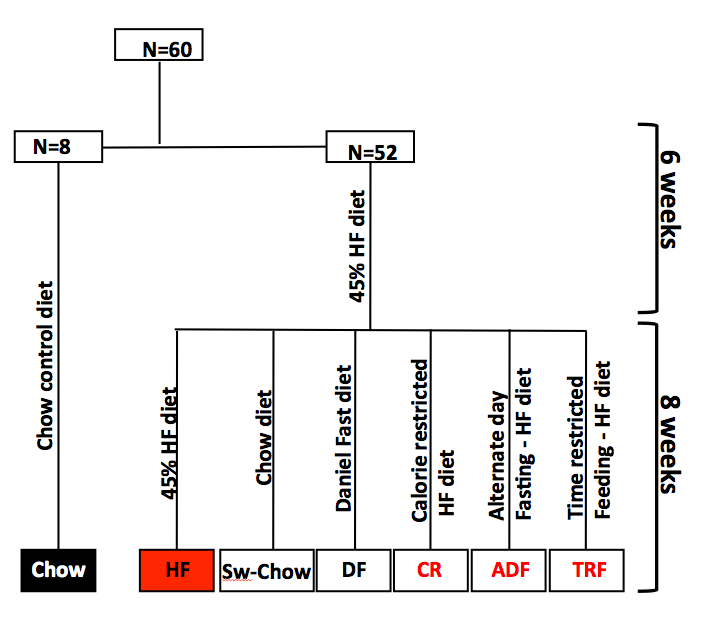 N=60
N=8
N=52
6 weeks
45% HF diet
Chow control diet
45% HF diet
Chow diet
Daniel Fast diet
Calorie restricted
HF diet
Alternate day
Fasting - HF diet
Time restricted
Feeding - HF diet
8 weeks
Chow
HF
Sw-Chow
DF
CR
ADF
TRF